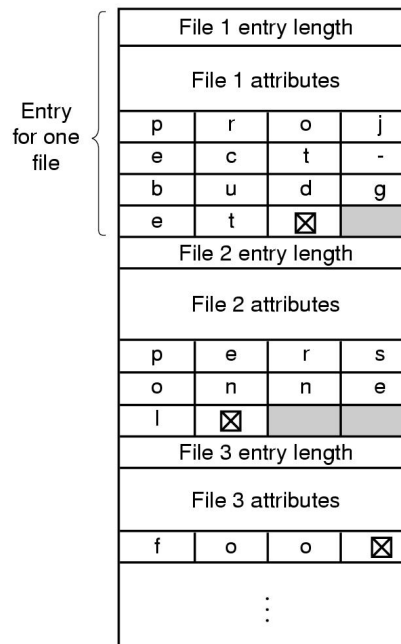 File 1 entry length
File 1 attributes
Entry
for one
file
p r o j
e c t -
b u d g
e t ☒
File 2 entry length
File 2 attributes
p e r s
o n n e
l ☒
File 3 entry length
File 3 attributes
f o o ☒
⋮